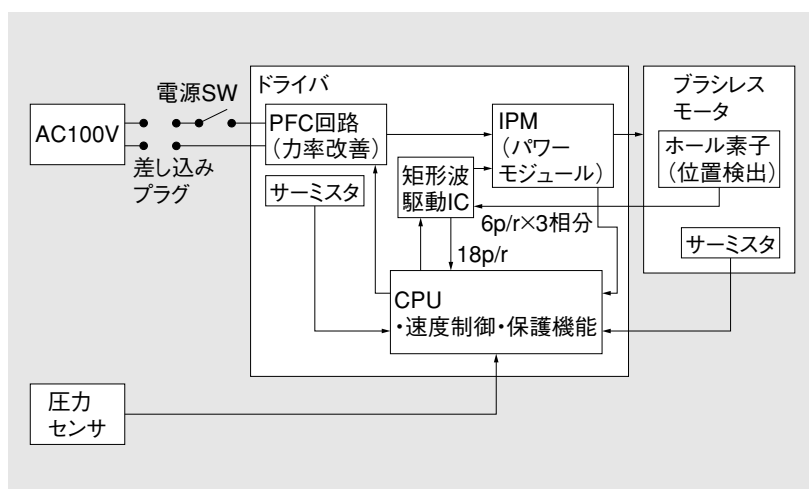 電源SW
AC100V
差し込み
プラグ
ドライバ
PFC回路
（力率改善）
サーミスタ
矩形波
駆動IC
IPM
（パワー
モジュール）
6p/r×3相分
18p/r
CPU
・速度制御・保護機能
ブラシレス
モータ
ホール素子
（位置検出）
サーミスタ
圧力
センサ